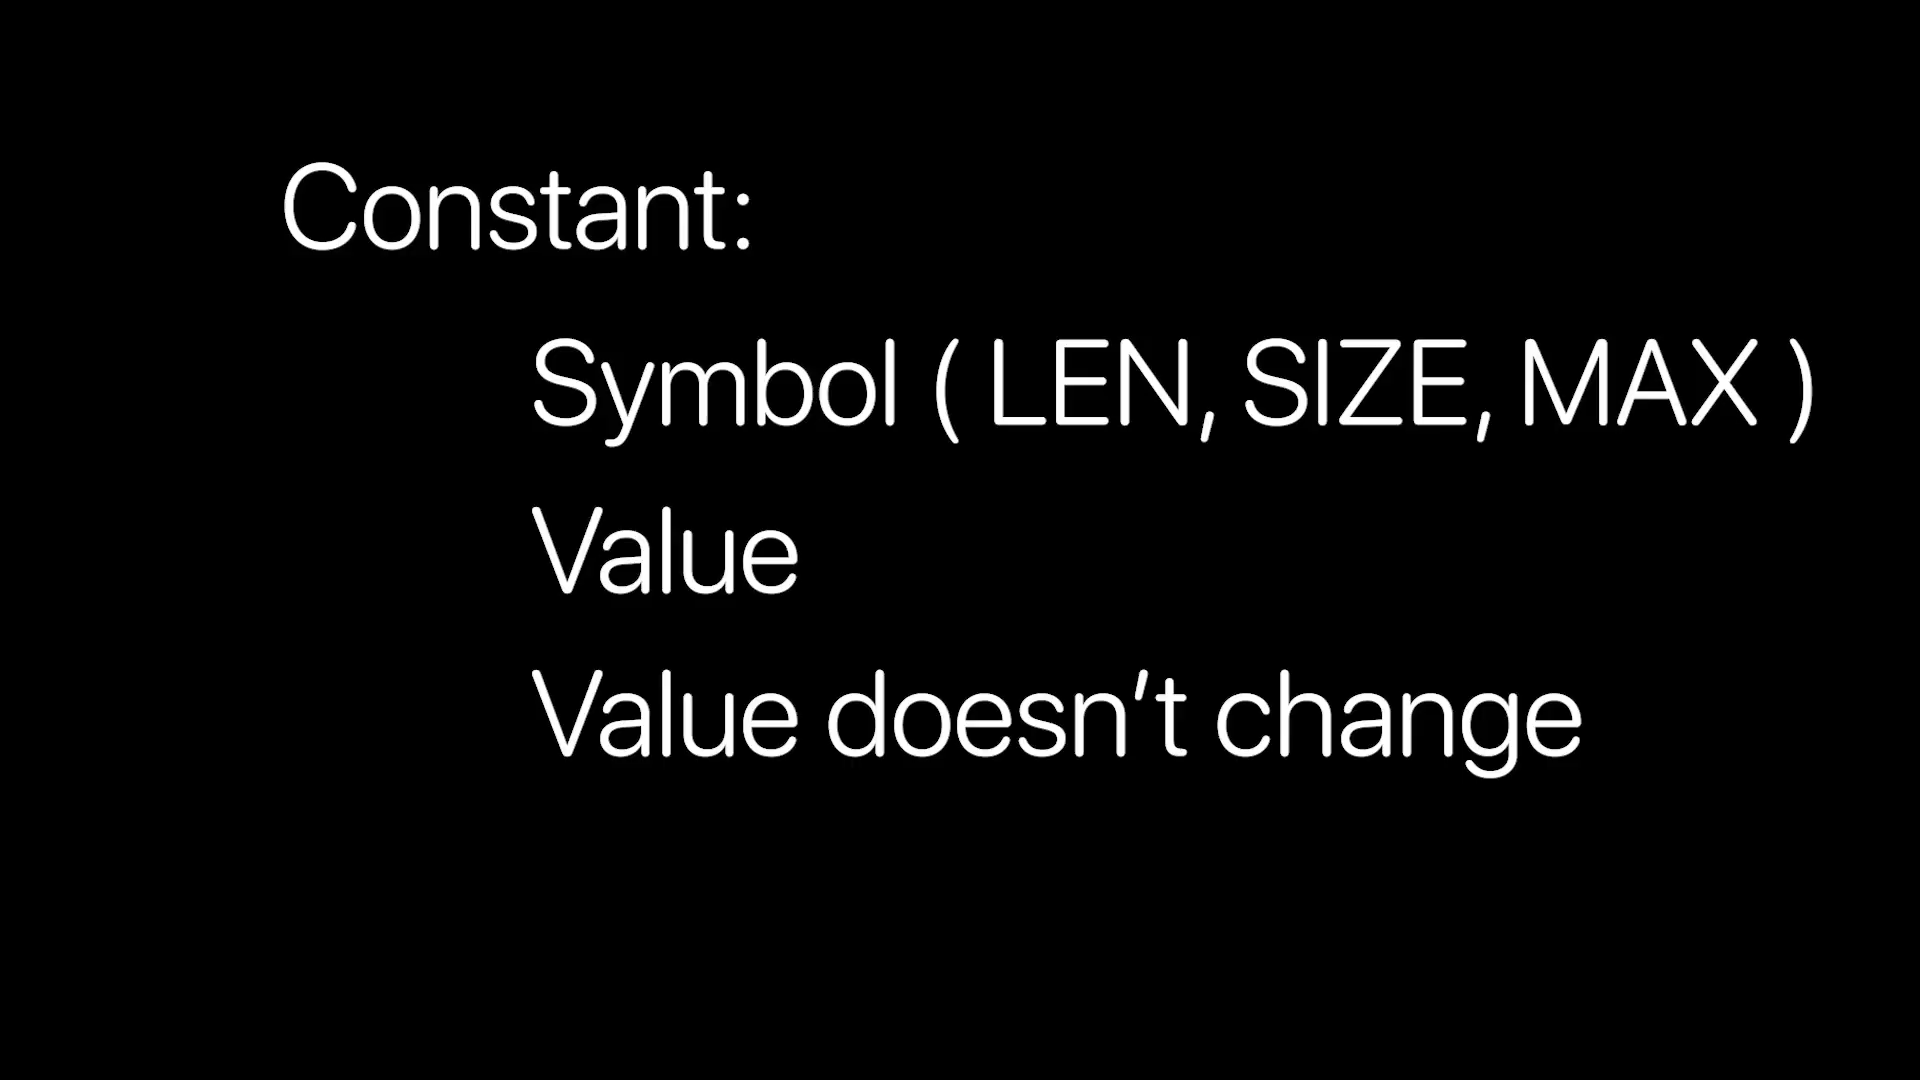 Constant:
Symbol ( LEN, SIZE, MAX )
Value
Value doesn’t change